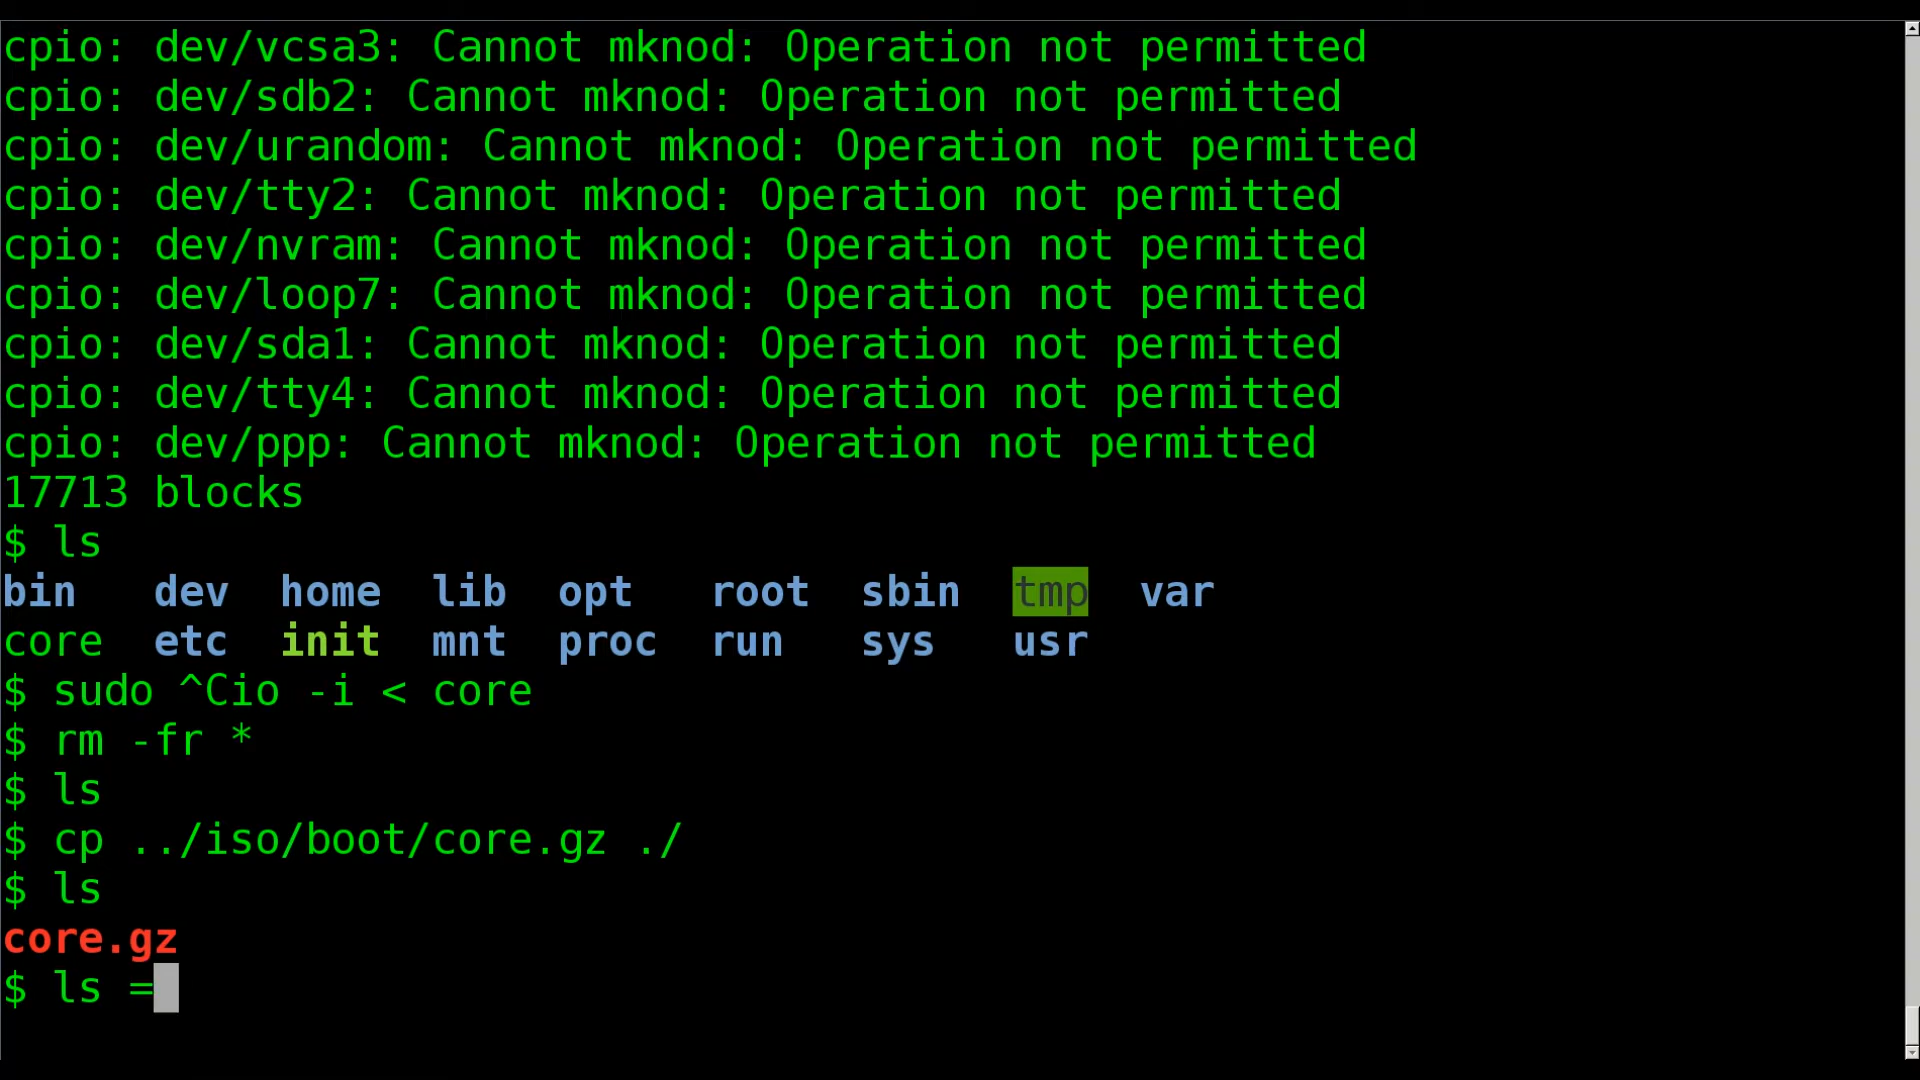 cpio: dev/vcsa3: Cannot mknod: Operation not permitted
cpio: dev/sdb2: Cannot mknod: Operation not permitted
cpio: dev/urandom: Cannot mknod: Operation not permitted
cpio: dev/tty2: Cannot mknod: Operation not permitted
cpio: dev/nvram: Cannot mknod: Operation not permitted
cpio: dev/loop7: Cannot mknod: Operation not permitted
cpio: dev/sda1: Cannot mknod: Operation not permitted
cpio: dev/tty4: Cannot mknod: Operation not permitted
cpio: dev/ppp: Cannot mknod: Operation not permitted
17713 blocks
$ ls
bin   dev  home  lib  opt   root  sbin  tmp  var
core  etc  init  mnt  proc  run   sys   usr
$ sudo ^Cio -i < core
$ rm -fr *
$ ls
$ cp ../iso/boot/core.gz ./
$ ls
core.gz
$ ls =